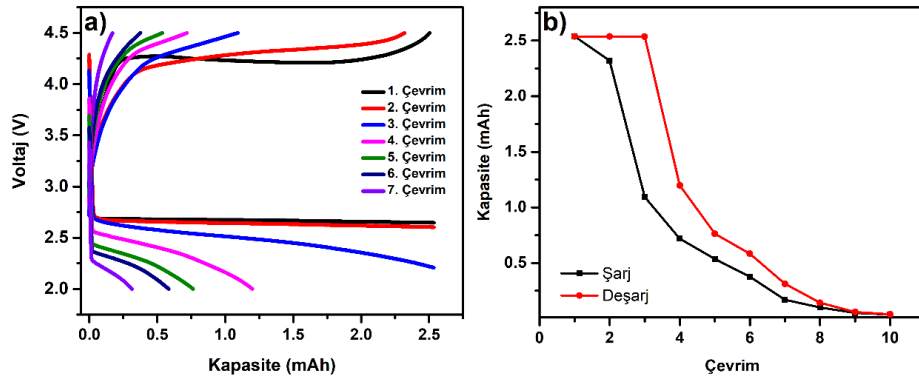 a)
4.5
4.0
3.5
3.0
2.5
2.0
Voltaj (V)
1. Çevrim
2. Çevrim
3. Çevrim
4. Çevrim
5. Çevrim
6. Çevrim
7. Çevrim
0.0 0.5 1.0 1.5 2.0 2.5
Kapasite (mAh)
b)
2.5
2.0
1.5
1.0
0.5
Kapasite (mAh)
Şarj
Deşarj
0 2 4 6 8 10
Çevrim